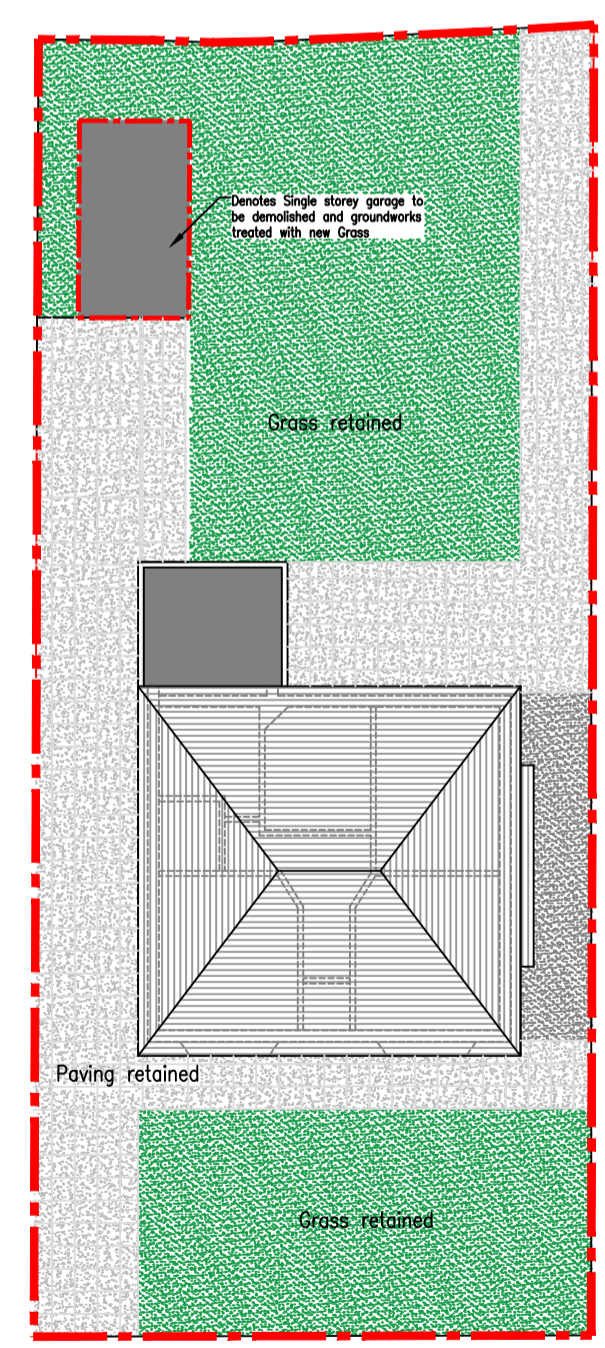 Denotes Single storey garage to
be demolished and groundworks
treated with new Grass
Grass retained
Paving retained
Grass retained